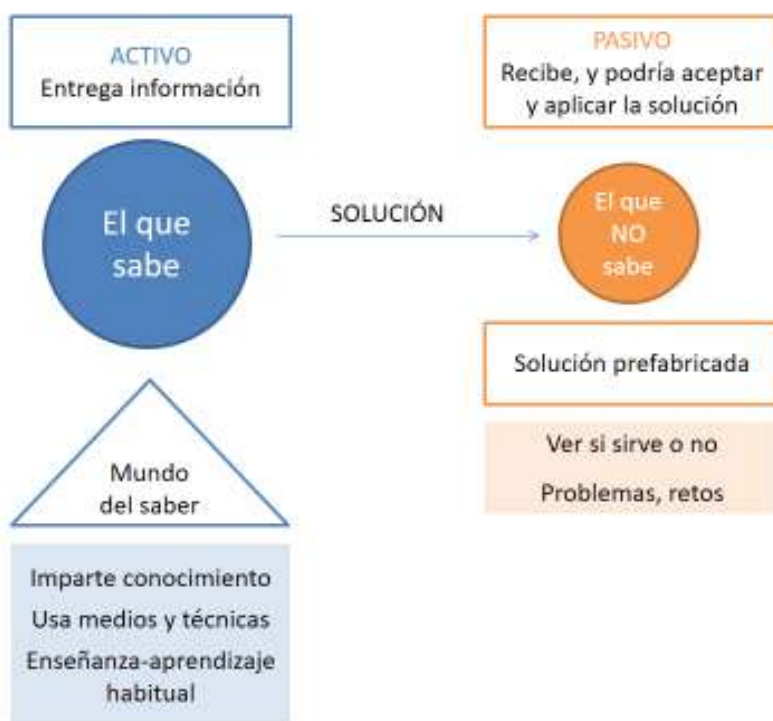 ACTIVO
Entrega información
PASIVO
Recibe, y podría aceptar
y aplicar la solución
El que
sabe
SOLUCIÓN
El que
NO
sabe
Solución prefabricada
Ver si sirve o no
Problemas, retos
Mundo
del saber
Imparte conocimiento
Usa medios y técnicas
Enseñanza-aprendizaje
habitual